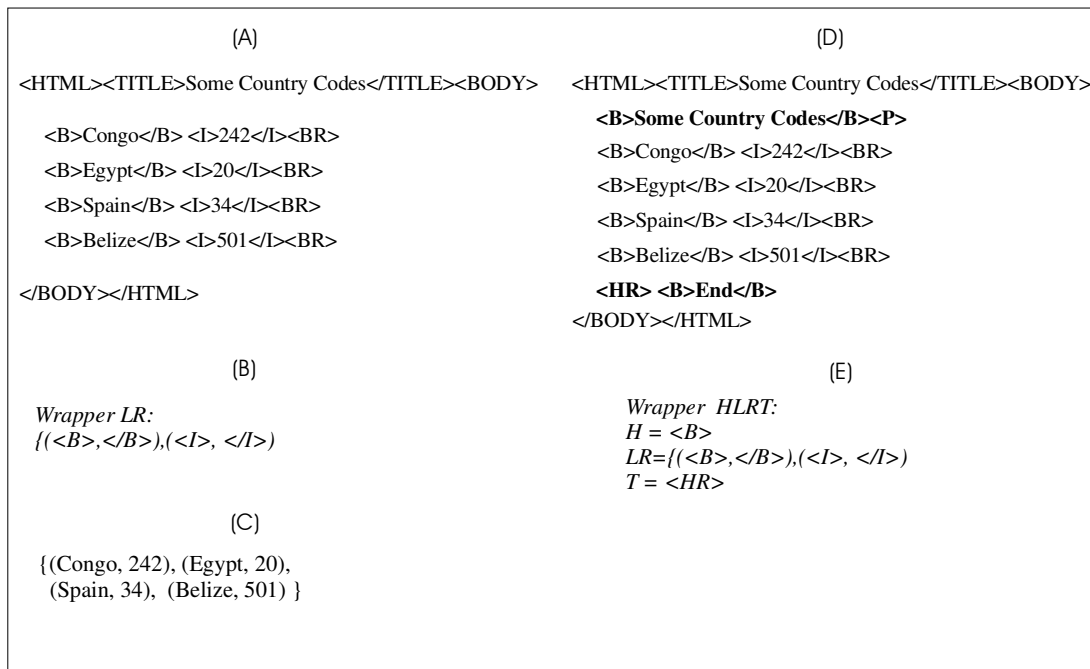 (A)
<HTML><TITLE>Some Country Codes</TITLE><BODY>
<B>Congo</B> <I>242</I><BR>
<B>Egypt</B> <I>20</I><BR>
<B>Spain</B> <I>34</I><BR>
<B>Belize</B> <I>501</I><BR>
</BODY></HTML>
(B)
Wrapper LR:
{(<B>,</B>),(<I>, </I>)
(C)
{(Congo, 242), (Egypt, 20),
(Spain, 34), (Belize, 501) }
(D)
<HTML><TITLE>Some Country Codes</TITLE><BODY>
<B>Some Country Codes</B><P>
<B>Congo</B> <I>242</I><BR>
<B>Egypt</B> <I>20</I><BR>
<B>Spain</B> <I>34</I><BR>
<B>Belize</B> <I>501</I><BR>
<HR> <B>End</B>
</BODY></HTML>
(E)
Wrapper HLRT:
H = <B>
LR={(<B>,</B>),(<I>, </I>)
T = <HR>